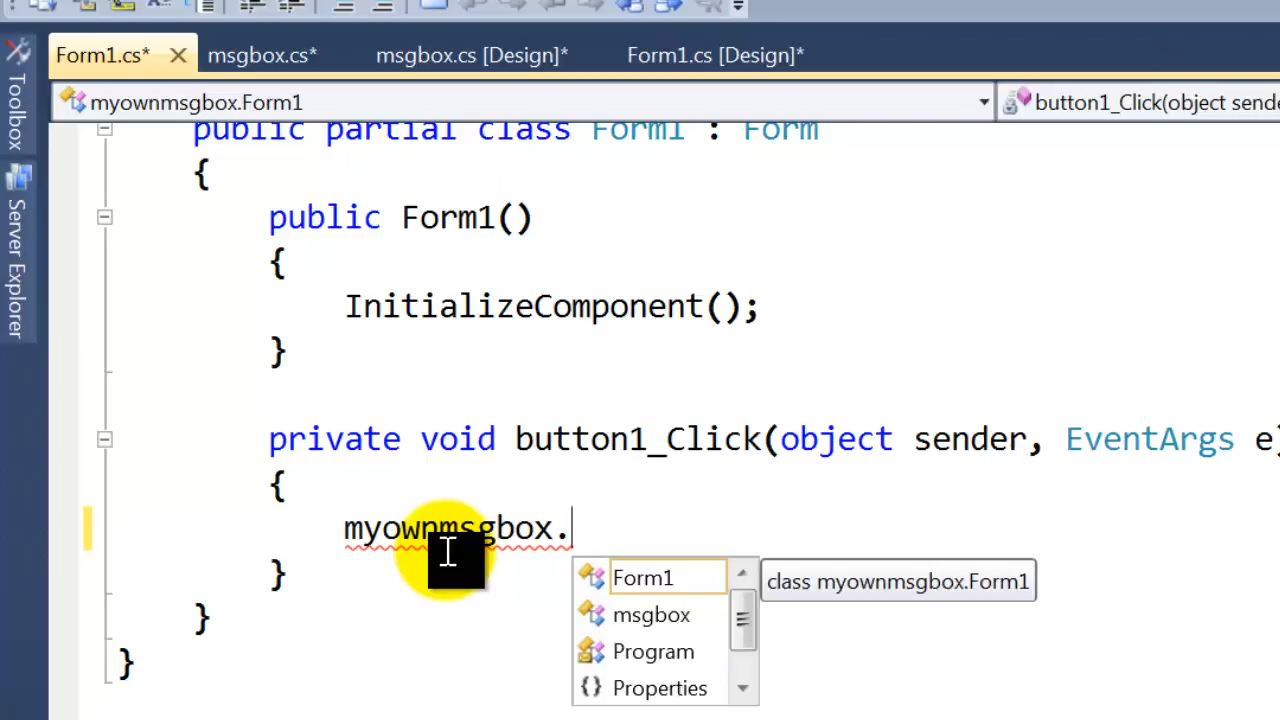 Form1.cs* msgbox.cs* msgbox.cs [Design]* Form1.cs [Design]*
Toolbox
Server Explorer
myownmsgbox.Form1 button1_Click(object sende
public partial class Form1 : Form
{
public Form1()
{
InitializeComponent();
}
private void button1_Click(object sender, EventArgs e)
{
myownmsgbox.
Form1 class myownmsgbox.Form1
msgbox
Program
{} Properties
}
}
}